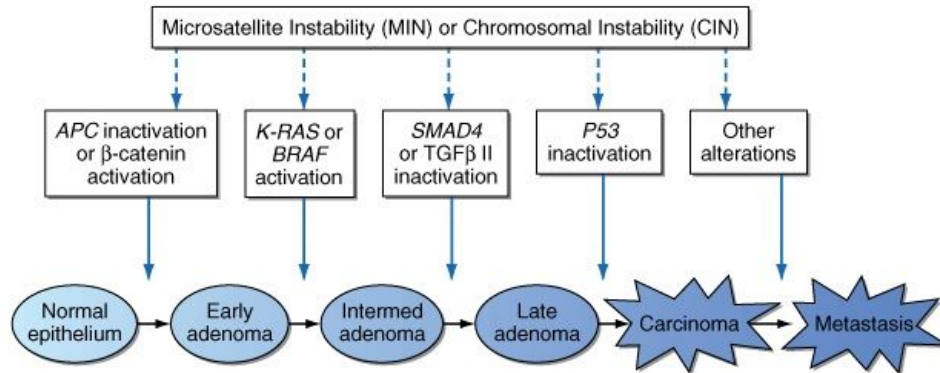 Microsatellite Instability (MIN) or Chromosomal Instability (CIN)
APC inactivation
or β-catenin
activation
K-RAS or
BRAF
activation
SMAD4
or TGFβ II
inactivation
P53
inactivation
Other
alterations
Normal
epithelium
Early
adenoma
Intermed
adenoma
Late
adenoma
Carcinoma
Metastasis